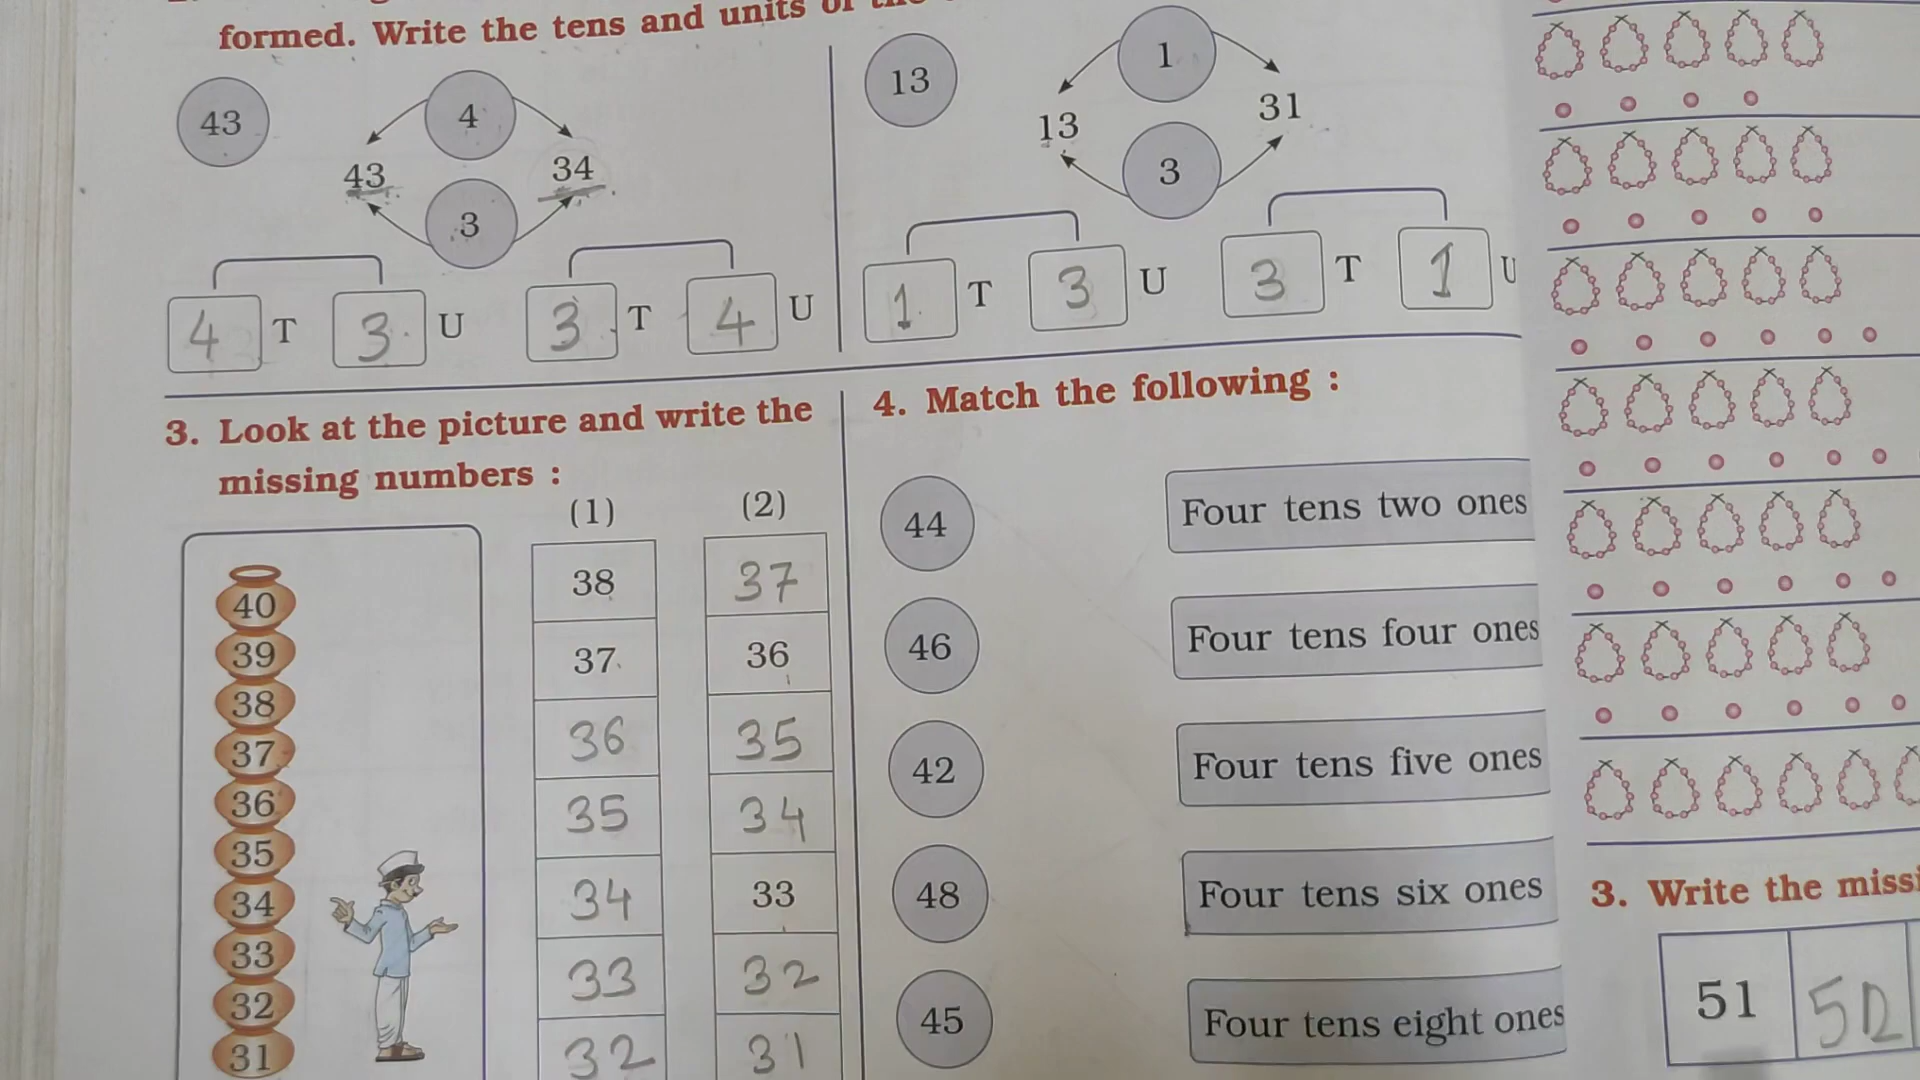 formed. Write the tens and units of the
43
4
43
34
3
4 T 3 U 3 T 4 U
13
1
13
31
3
1 T 3 U 3 T 1 U
3. Look at the picture and write the
missing numbers :
(1) (2)
40
39
38
37
36
35
34
33
32
31
38 37
37 36
36 35
35 34
34 33
33 32
32 31
4. Match the following :
44 Four tens two ones
46 Four tens four ones
42 Four tens five ones
48 Four tens six ones
45 Four tens eight ones
3. Write the missi
51 52